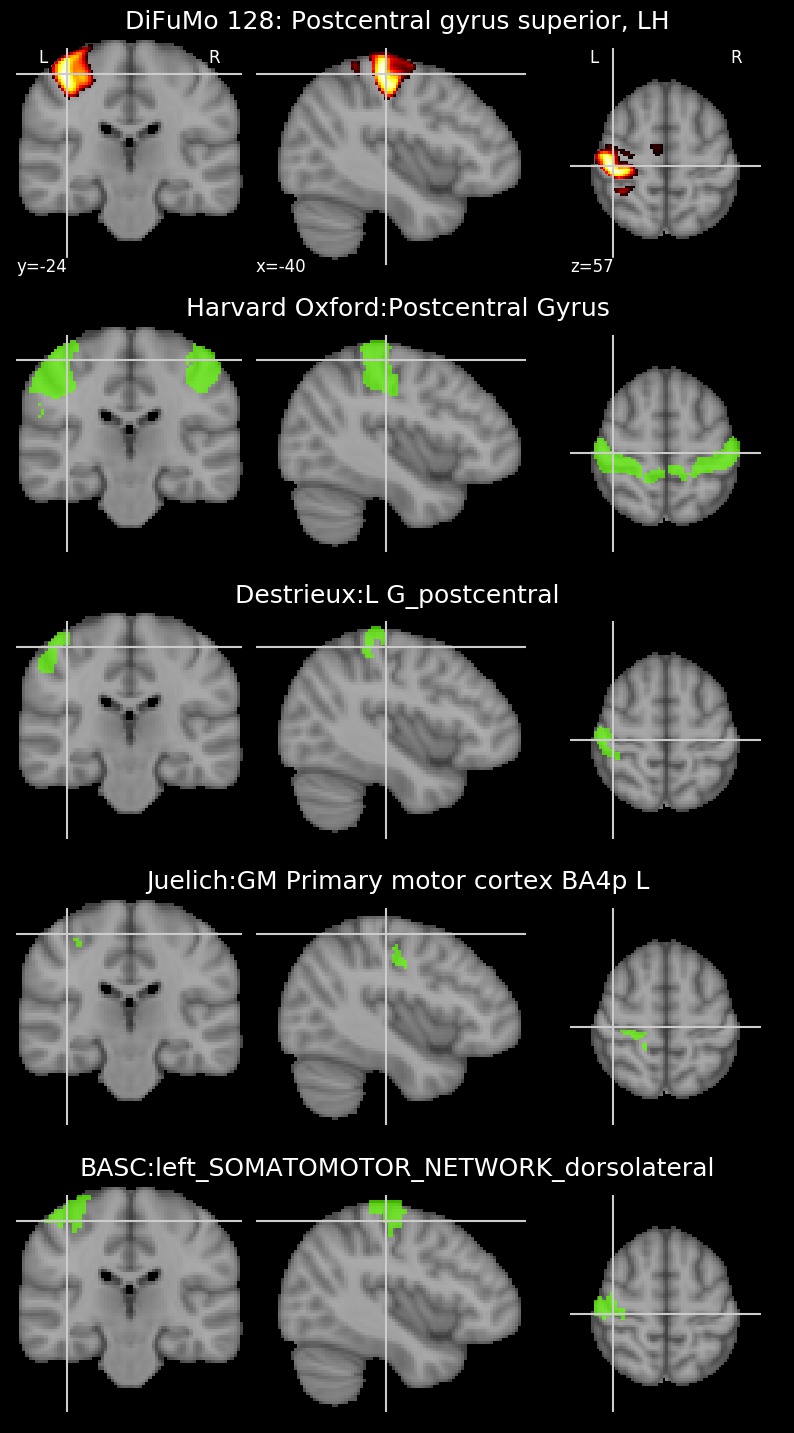 DiFuMo 128: Postcentral gyrus superior, LH
L R L R
y=-24 x=-40 z=57
Harvard Oxford:Postcentral Gyrus
Destrieux:L G_postcentral
Juelich:GM Primary motor cortex BA4p L
BASC:left_SOMATOMOTOR_NETWORK_dorsolateral